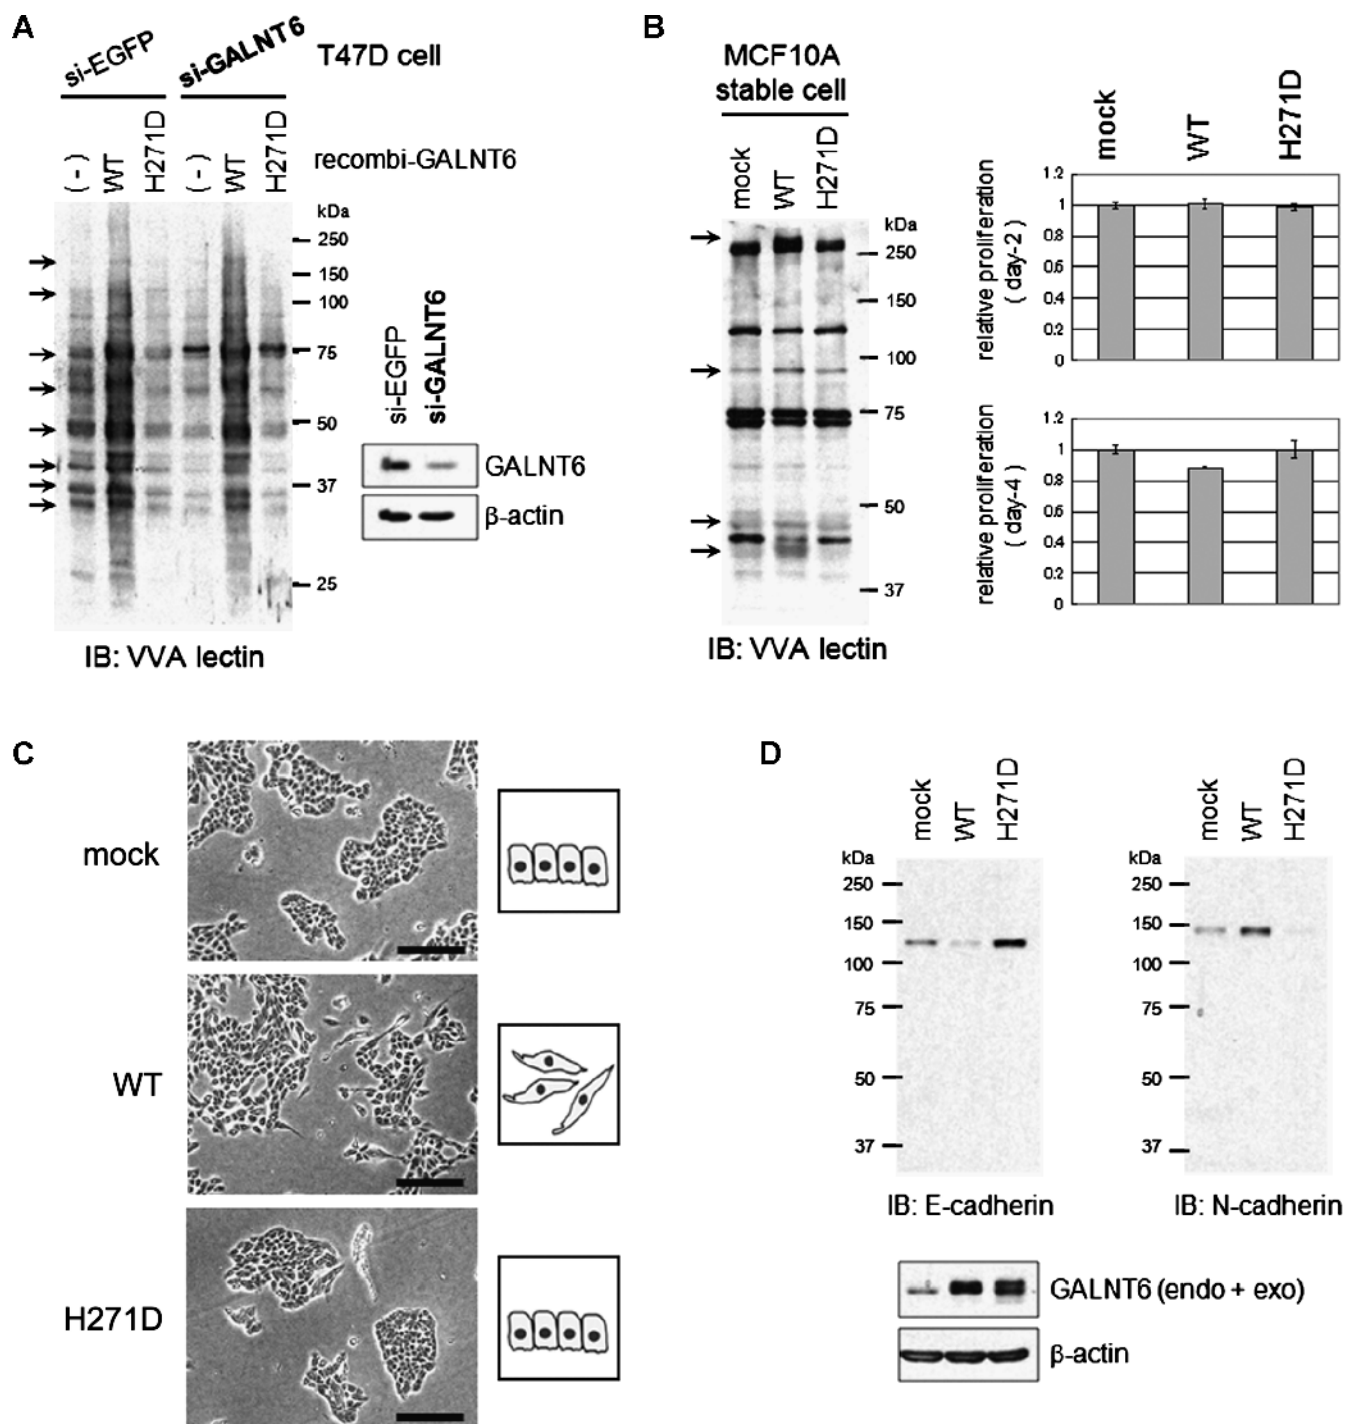 A
si-EGFP
si-GALNT6
T47D cell
(-)
WT
H271D
(-)
WT
H271D
recombi-GALNT6
kDa
250
150
100
75
50
37
25
IB: VVA lectin
si-EGFP
si-GALNT6
GALNT6
β-actin
B
MCF10A
stable cell
mock
WT
H271D
kDa
250
150
100
75
50
37
IB: VVA lectin
mock
WT
H271D
relative proliferation
( day-2 )
1.2
1
0.8
0.6
0.4
0.2
0
relative proliferation
( day-4 )
1.2
1
0.8
0.6
0.4
0.2
0
C
mock
WT
H271D
D
mock
WT
H271D
kDa
250
150
100
75
50
37
IB: E-cadherin
mock
WT
H271D
kDa
250
150
100
75
50
37
IB: N-cadherin
GALNT6 (endo + exo)
β-actin